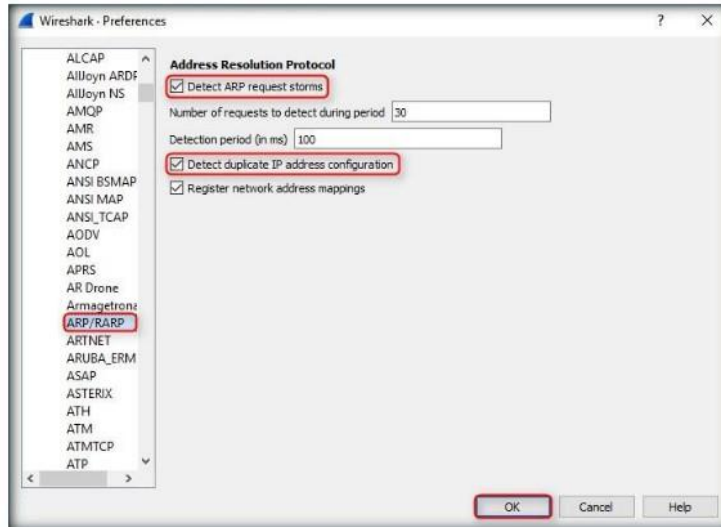 Wireshark · Preferences
? X
ALCAP
AllJoyn ARDF
AllJoyn NS
AMQP
AMR
AMS
ANCP
ANSI BSMAP
ANSI MAP
ANSI_TCAP
AODV
AOL
APRS
AR Drone
Armagetrona
ARP/RARP
ARTNET
ARUBA_ERM
ASAP
ASTERIX
ATH
ATM
ATMTCP
ATP
Address Resolution Protocol
Detect ARP request storms
Number of requests to detect during period 30
Detection period (in ms) 100
Detect duplicate IP address configuration
Register network address mappings
OK Cancel Help